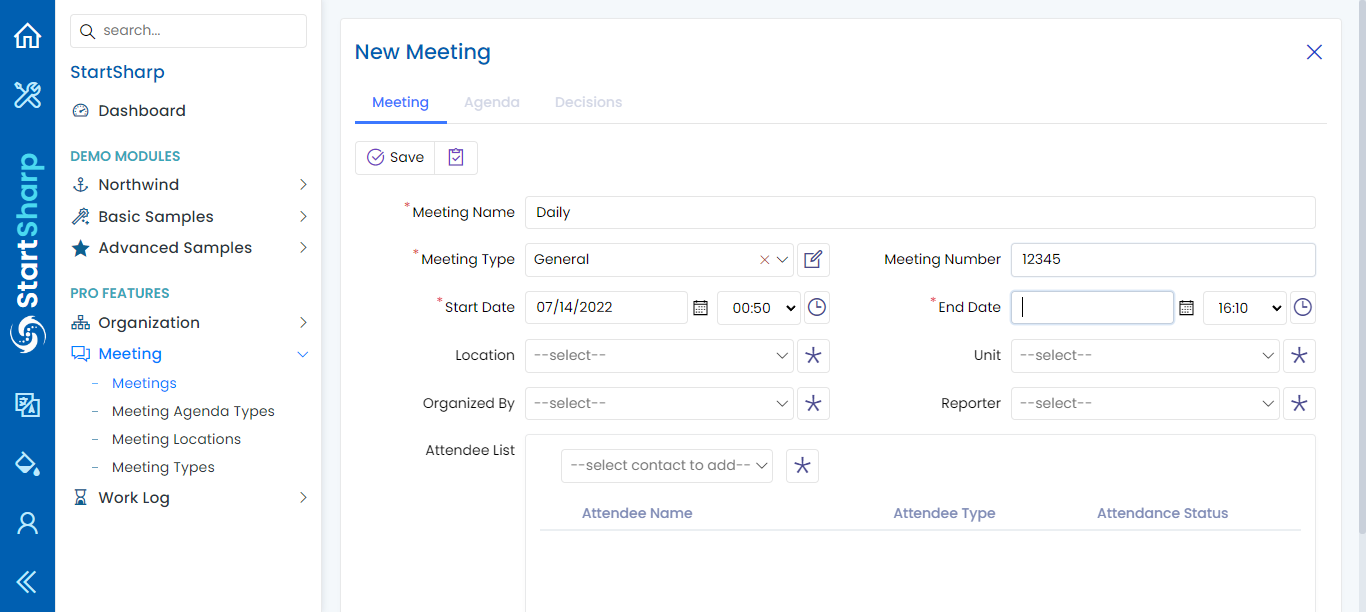 search...
StartSharp
Dashboard
DEMO MODULES
Northwind
Basic Samples
Advanced Samples
PRO FEATURES
Organization
Meeting
Meetings
Meeting Agenda Types
Meeting Locations
Meeting Types
Work Log
StartSharp
New Meeting
Meeting Agenda Decisions
Save
*Meeting Name Daily
*Meeting Type General Meeting Number 12345
*Start Date 07/14/2022 00:50 *End Date 16:10
Location --select-- Unit --select--
Organized By --select-- Reporter --select--
Attendee List --select contact to add--
Attendee Name Attendee Type Attendance Status